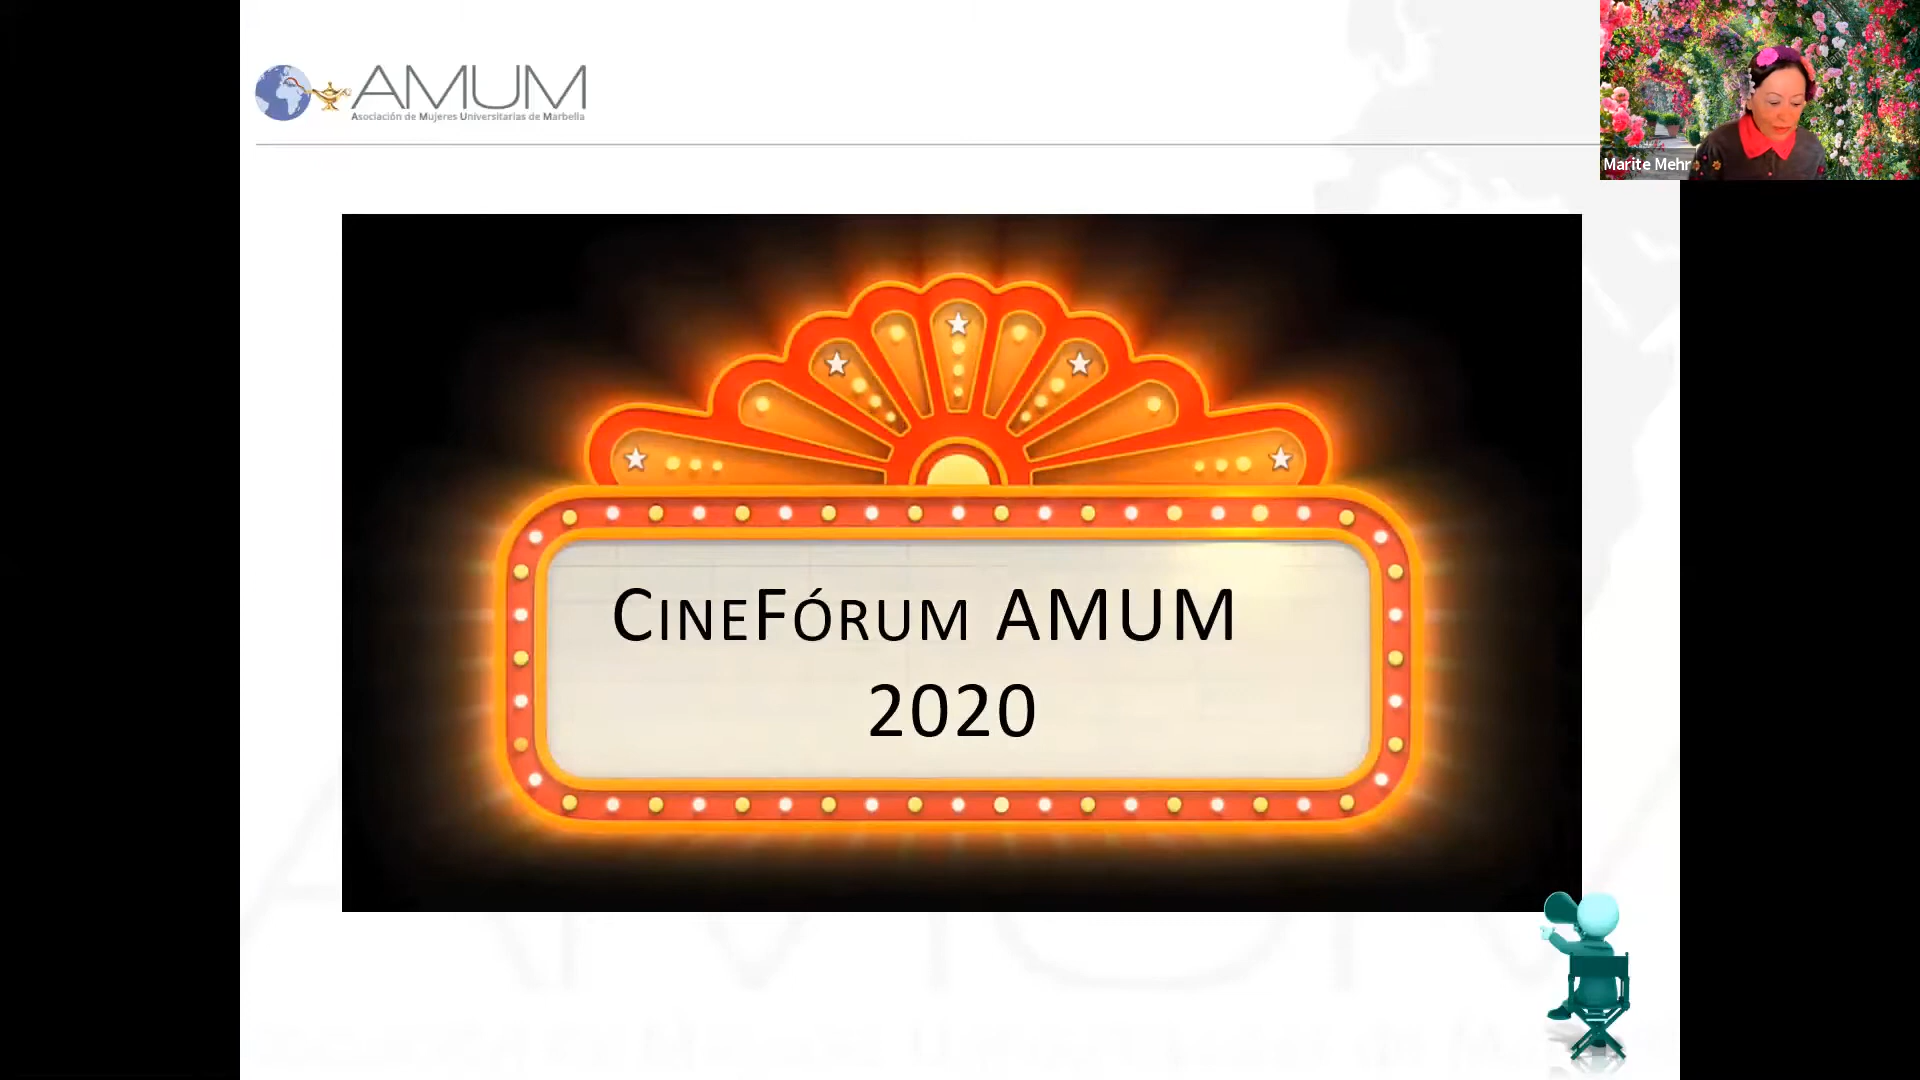 AMUM
Asociación de Mujeres Universitarias de Marbella
Marite Mehr
CINEFÓRUM AMUM
2020